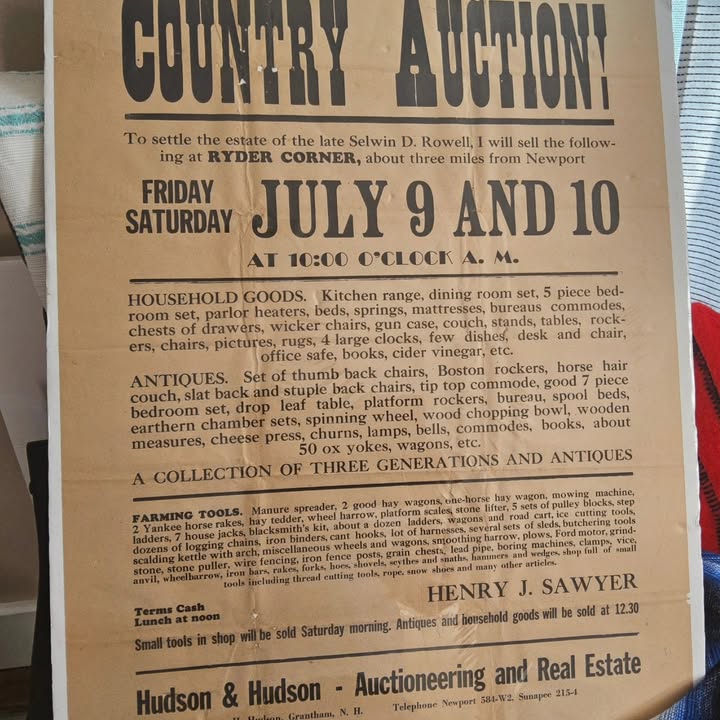 COUNTRY AUCTION!
To settle the estate of the late Selwin D. Rowell, I will sell the follow-
ing at RYDER CORNER, about three miles from Newport
FRIDAY
SATURDAY JULY 9 AND 10
AT 10:00 O'CLOCK A. M.
HOUSEHOLD GOODS. Kitchen range, dining room set, 5 piece bed-
room set, parlor heaters, beds, springs, mattresses, bureaus commodes,
chests of drawers, wicker chairs, gun case, couch, stands, tables, rock-
ers, chairs, pictures, rugs, 4 large clocks, few dishes, desk and chair,
office safe, books, cider vinegar, etc.
ANTIQUES. Set of thumb back chairs, Boston rockers, horse hair
couch, slat back and stuple back chairs, tip top commode, good 7 piece
bedroom set, drop leaf table, platform rockers, bureau, spool beds,
earthern chamber sets, spinning wheel, wood chopping bowl, wooden
measures, cheese press, churns, lamps, bells, commodes, books, about
50 ox yokes, wagons, etc.
A COLLECTION OF THREE GENERATIONS AND ANTIQUES
FARMING TOOLS. Manure spreader, 2 good hay wagons, one-horse hay wagon, mowing machine,
2 Yankee horse rakes, hay tedder, wheel harrow, platform scales, stone lifter, 5 sets of pulley blocks, step
ladders, 7 house jacks, blacksmith's kit, about a dozen ladders, wagons and road cart, ice cutting tools,
dozens of logging chains, iron binders, cant hooks, lot of harnesses, several sets of sleds, butchering tools
scalding kettle with arch, miscellaneous wheels and wagons, smoothing harrow, plows, Ford motor, grind-
stone, stone puller, wire fencing, iron fence posts, grain chests, lead pipe, boring machines, clamps, vice,
anvil, wheelbarrow, iron bars, rakes, forks, hoes, shovels, scythes and snaths, hammers and wedges, shop full of small
tools including thread cutting tools, rope, snow shoes and many other articles.
HENRY J. SAWYER
Terms Cash
Lunch at noon
Small tools in shop will be sold Saturday morning. Antiques and household goods will be sold at 12.30
Hudson & Hudson - Auctioneering and Real Estate
H. Hudson, Grantham, N. H. Telephone Newport 584-W2, Sunapee 215-4